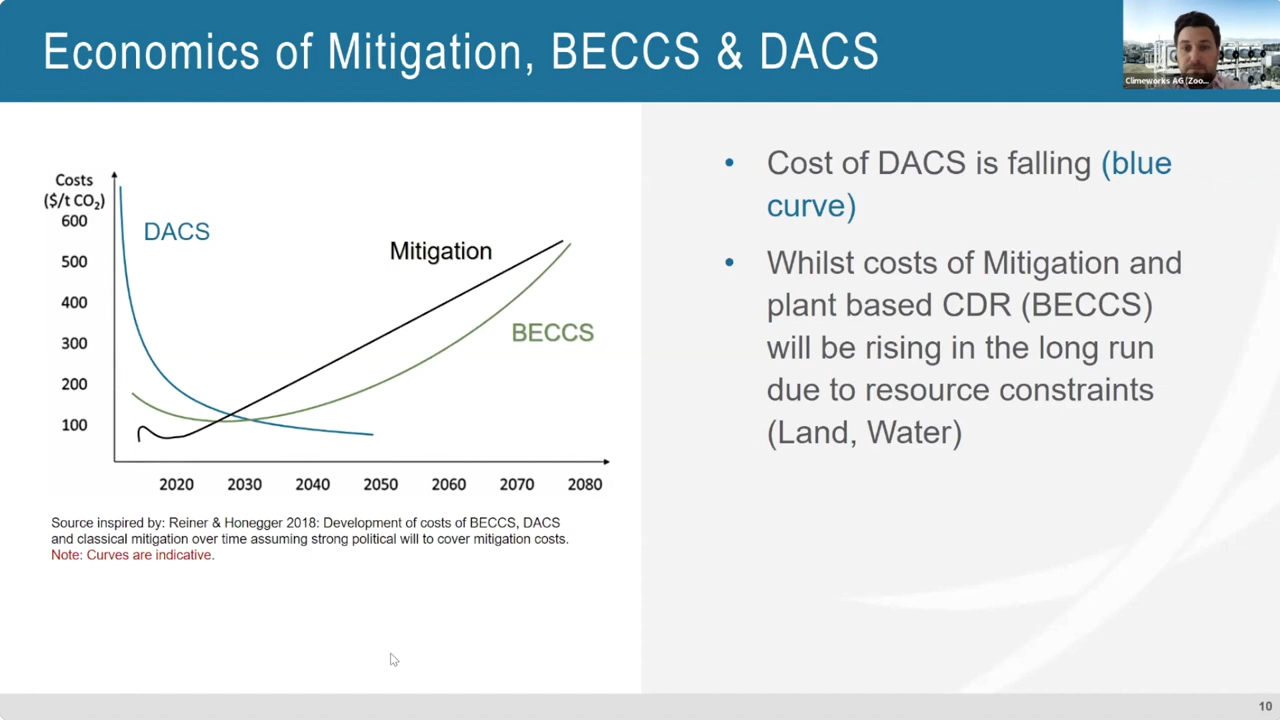 Economics of Mitigation, BECCS & DACS
Climeworks AG (Zoo...
Costs
($/t CO₂)
600
500
400
300
200
100
DACS
Mitigation
BECCS
2020 2030 2040 2050 2060 2070 2080
Source inspired by: Reiner & Honegger 2018: Development of costs of BECCS, DACS
and classical mitigation over time assuming strong political will to cover mitigation costs.
Note: Curves are indicative.
• Cost of DACS is falling (blue
curve)
• Whilst costs of Mitigation and
plant based CDR (BECCS)
will be rising in the long run
due to resource constraints
(Land, Water)
10